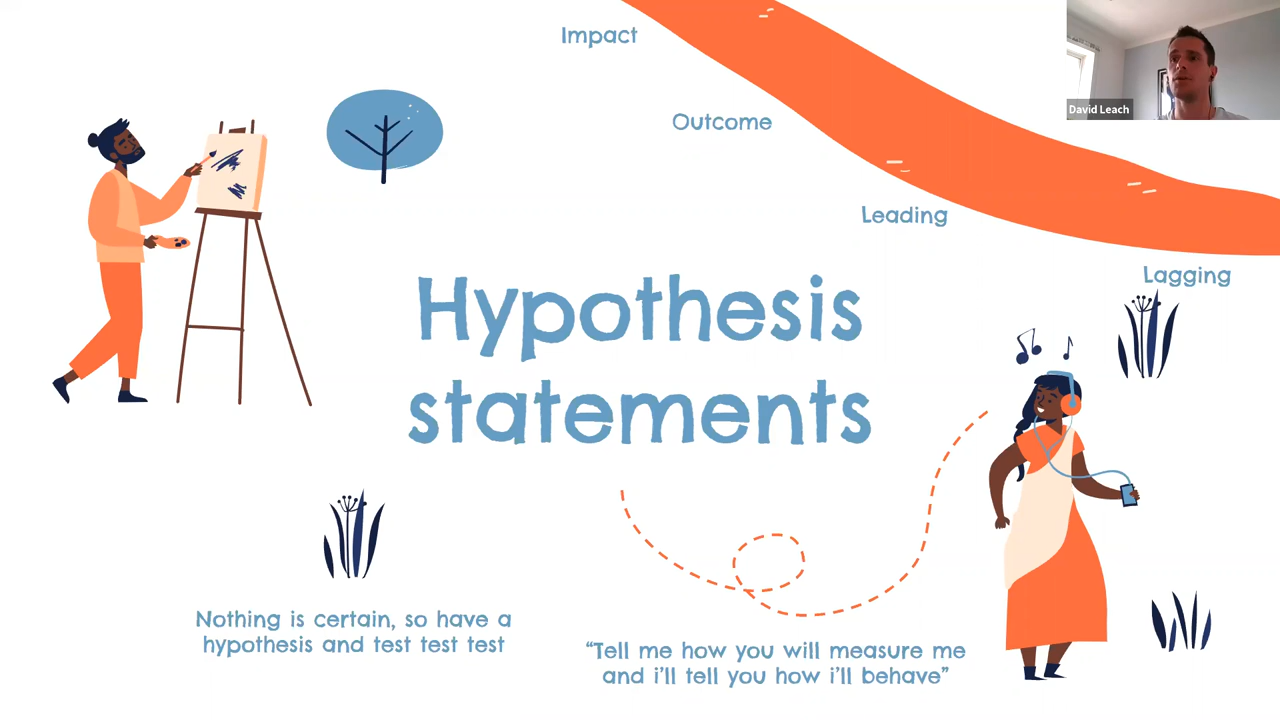 Impact
David Leach
Outcome
Leading
Lagging
Hypothesis
statements
Nothing is certain, so have a
hypothesis and test test test
“Tell me how you will measure me
and i’ll tell you how i’ll behave”